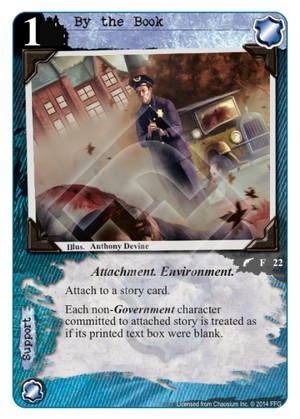 1
By the Book
Illus. Anthony Devine
F 22
Attachment. Environment.
Attach to a story card.
Each non-Government character
committed to attached story is treated as
if its printed text box were blank.
Support
Licensed from Chaosium Inc. © 2014 FFG